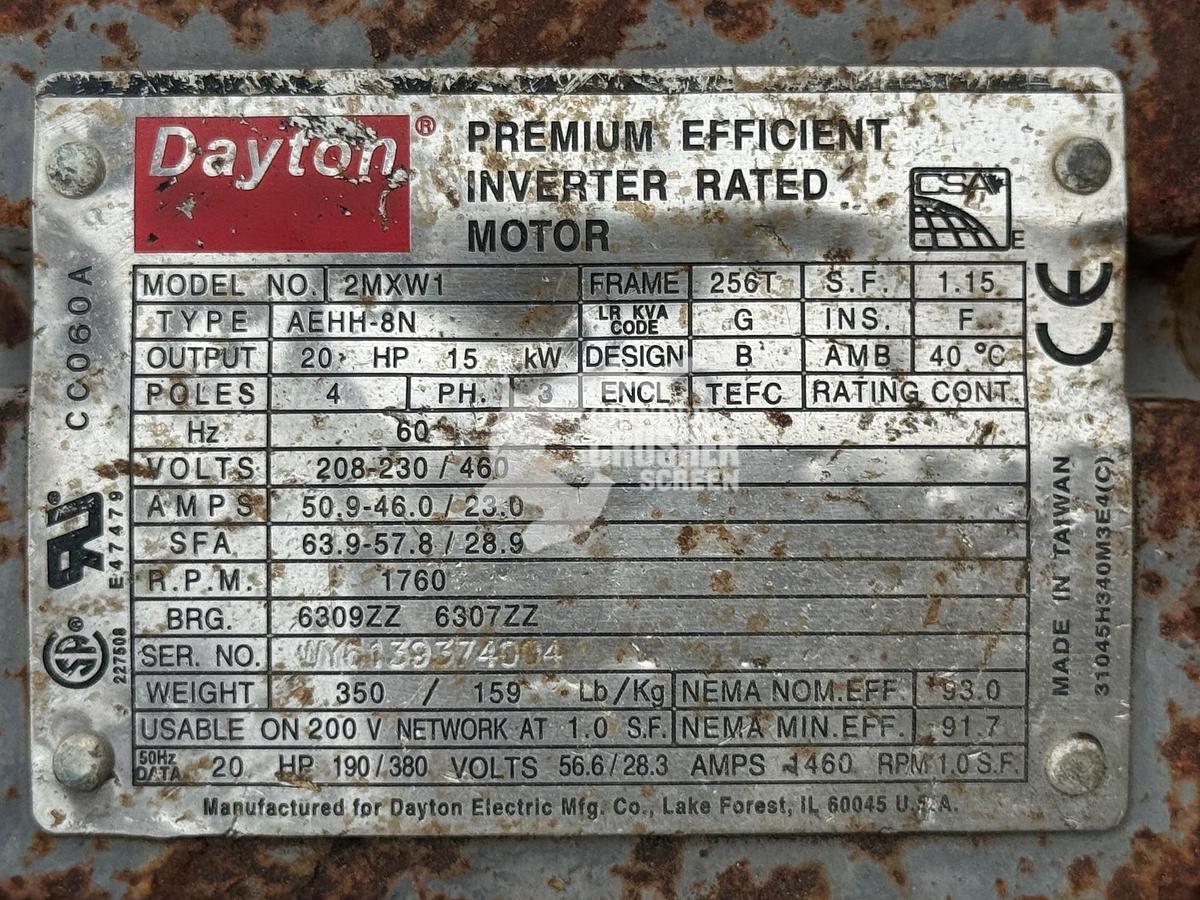 Dayton®
PREMIUM EFFICIENT
INVERTER RATED
MOTOR
CSA
E
MODEL NO. 2MXW1 FRAME 256T S.F. 1.15
TYPE AEHH-8N LR KVA CODE G INS. F
OUTPUT 20 HP 15 kW DESIGN B AMB 40 °C
POLES 4 PH. 3 ENCL TEFC RATING CONT.
Hz 60
VOLTS 208-230 / 460
AMPS 50.9-46.0 / 23.0
SFA 63.9-57.8 / 28.9
R.P.M. 1760
BRG. 6309ZZ 6307ZZ
SER. NO.
WEIGHT 350 / 159 Lb/Kg NEMA NOM.EFF. 93.0
USABLE ON 200 V NETWORK AT 1.0 S.F. NEMA MIN.EFF. 91.7
50Hz DATA 20 HP 190/380 VOLTS 56.6/28.3 AMPS 1460 RPM 1.0 S.F.
Manufactured for Dayton Electric Mfg. Co., Lake Forest, IL 60045 U.S.A.
CC060A
E47479
227508
CE
MADE IN TAIWAN
31045H340M3E4(C)
CRUSHER
SCREEN